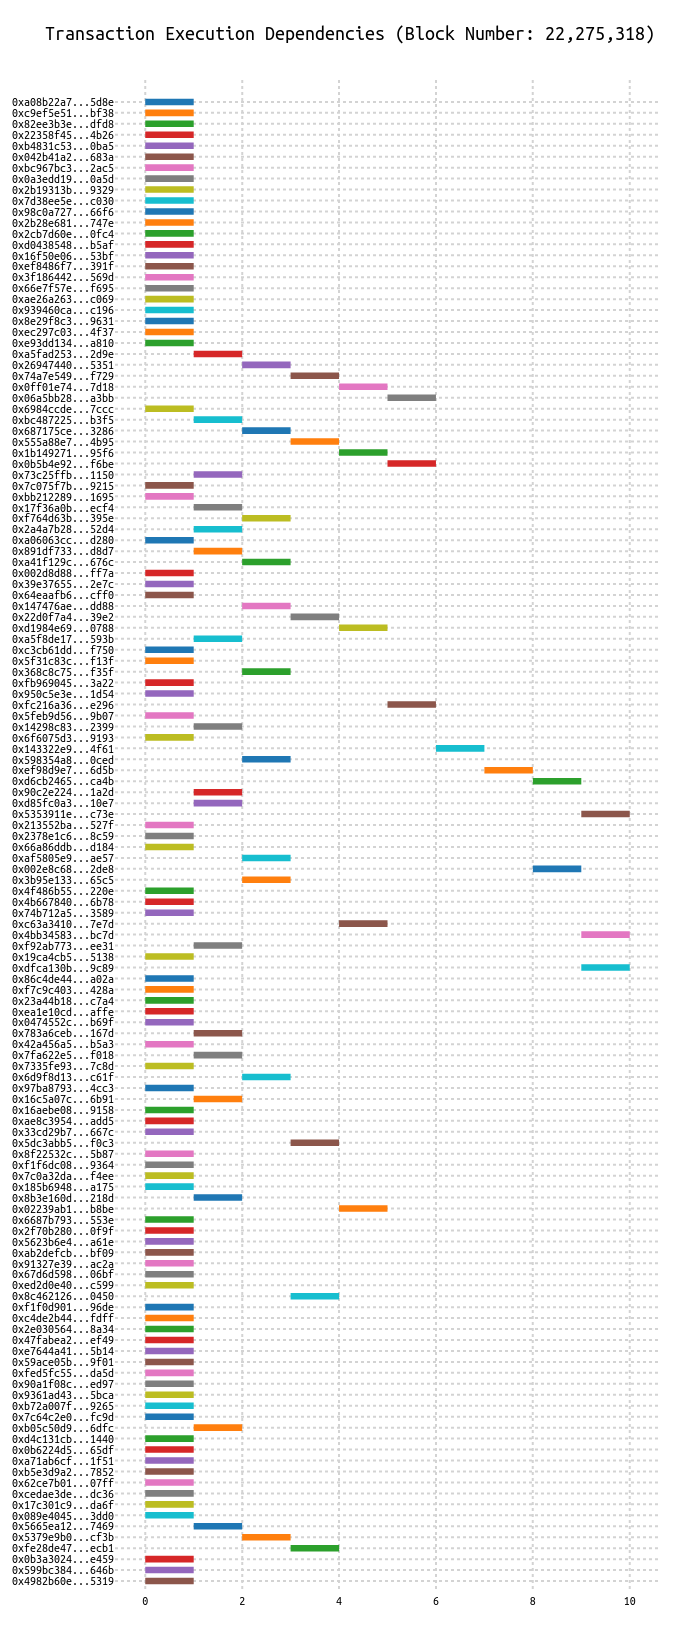 Transaction Execution Dependencies (Block Number: 22,275,318)
0xa08b22a7...5d8e
0xc9ef5e51...bf38
0x82ee3b3e...dfd8
0x22358f45...4b26
0xb4831c53...0ba5
0x042b41a2...683a
0xbc967bc3...2ac5
0x0a3edd19...0a5d
0x2b19313b...9329
0x7d38ee5e...c030
0x98c0a727...66f6
0x2b28e681...747e
0x2cb7d60e...0fc4
0xd0438548...b5af
0x16f50e06...53bf
0xef8486f7...391f
0x3f186442...569d
0x66e7f57e...f695
0xae26a263...c069
0x939460ca...c196
0x8e29f8c3...9631
0xec297c03...4f37
0xe93dd134...a810
0xa5fad253...2d9e
0x26947440...5351
0x74a7e549...f729
0x0ff01e74...7d18
0x06a5bb28...a3bb
0x6984ccde...7ccc
0xbc487225...b3f5
0x687175ce...3286
0x555a88e7...4b95
0x1b149271...95f6
0x0b5b4e92...f6be
0x73c25ffb...1150
0x7c075f7b...9215
0xbb212289...1695
0x17f36a0b...ecf4
0xf764d63b...395e
0x2a4a7b28...52d4
0xa06063cc...d280
0x891df733...d8d7
0xa41f129c...676c
0x002d8d88...ff7a
0x39e37655...2e7c
0x64eaafb6...cff0
0x147476ae...dd88
0x22d0f7a4...39e2
0xd1984e69...0788
0xa5f8de17...593b
0xc3cb61dd...f750
0x5f31c83c...f13f
0x368c8c75...f35f
0xfb969045...3a22
0x950c5e3e...1d54
0xfc216a36...e296
0x5feb9d56...9b07
0x14298c83...2399
0x6f6075d3...9193
0x143322e9...4f61
0x598354a8...0ced
0xef98d9e7...6d5b
0xd6cb2465...ca4b
0x90c2e224...1a2d
0xd85fc0a3...10e7
0x5353911e...c73e
0x213552ba...527f
0x2378e1c6...8c59
0x66a86ddb...d184
0xaf5805e9...ae57
0x002e8c68...2de8
0x3b95e133...65c5
0x4f486b55...220e
0x4b667840...6b78
0x74b712a5...3589
0xc63a3410...7e7d
0x4bb34583...bc7d
0xf92ab773...ee31
0x19ca4cb5...5138
0xdfca130b...9c89
0x86c4de44...a02a
0xf7c9c403...428a
0x23a44b18...c7a4
0xea1e10cd...affe
0x0474552c...b69f
0x783a6ceb...167d
0x42a456a5...b5a3
0x7fa622e5...f018
0x7335fe93...7c8d
0x6d9f8d13...c61f
0x97ba8793...4cc3
0x16c5a07c...6b91
0x16aebe08...9158
0xae8c3954...add5
0x33cd29b7...667c
0x5dc3abb5...f0c3
0x8f22532c...5b87
0xf1f6dc08...9364
0x7c0a32da...f4ee
0x185b6948...a175
0x8b3e160d...218d
0x02239ab1...b8be
0x6687b793...553e
0x2f70b280...0f9f
0x5623b6e4...a61e
0xab2defcb...bf09
0x91327e39...ac2a
0x67d6d598...06bf
0xed2d0e40...c599
0x8c462126...0450
0xf1f0d901...96de
0xc4de2b44...fdff
0x2e030564...8a34
0x47fabea2...ef49
0xe7644a41...5b14
0x59ace05b...9f01
0xfed5fc55...da5d
0x90a1f08c...ed97
0x9361ad43...5bca
0xb72a007f...9265
0x7c64c2e0...fc9d
0xb05c50d9...6dfc
0xd4c131cb...1440
0x0b6224d5...65df
0xa71ab6cf...1f51
0xb5e3d9a2...7852
0x62ce7b01...07ff
0xcedae3de...dc36
0x17c301c9...da6f
0x089e4045...3dd0
0x5665ea12...7469
0x5379e9b0...cf3b
0xfe28de47...ecb1
0x0b3a3024...e459
0x599bc384...646b
0x4982b60e...5319
0 2 4 6 8 10